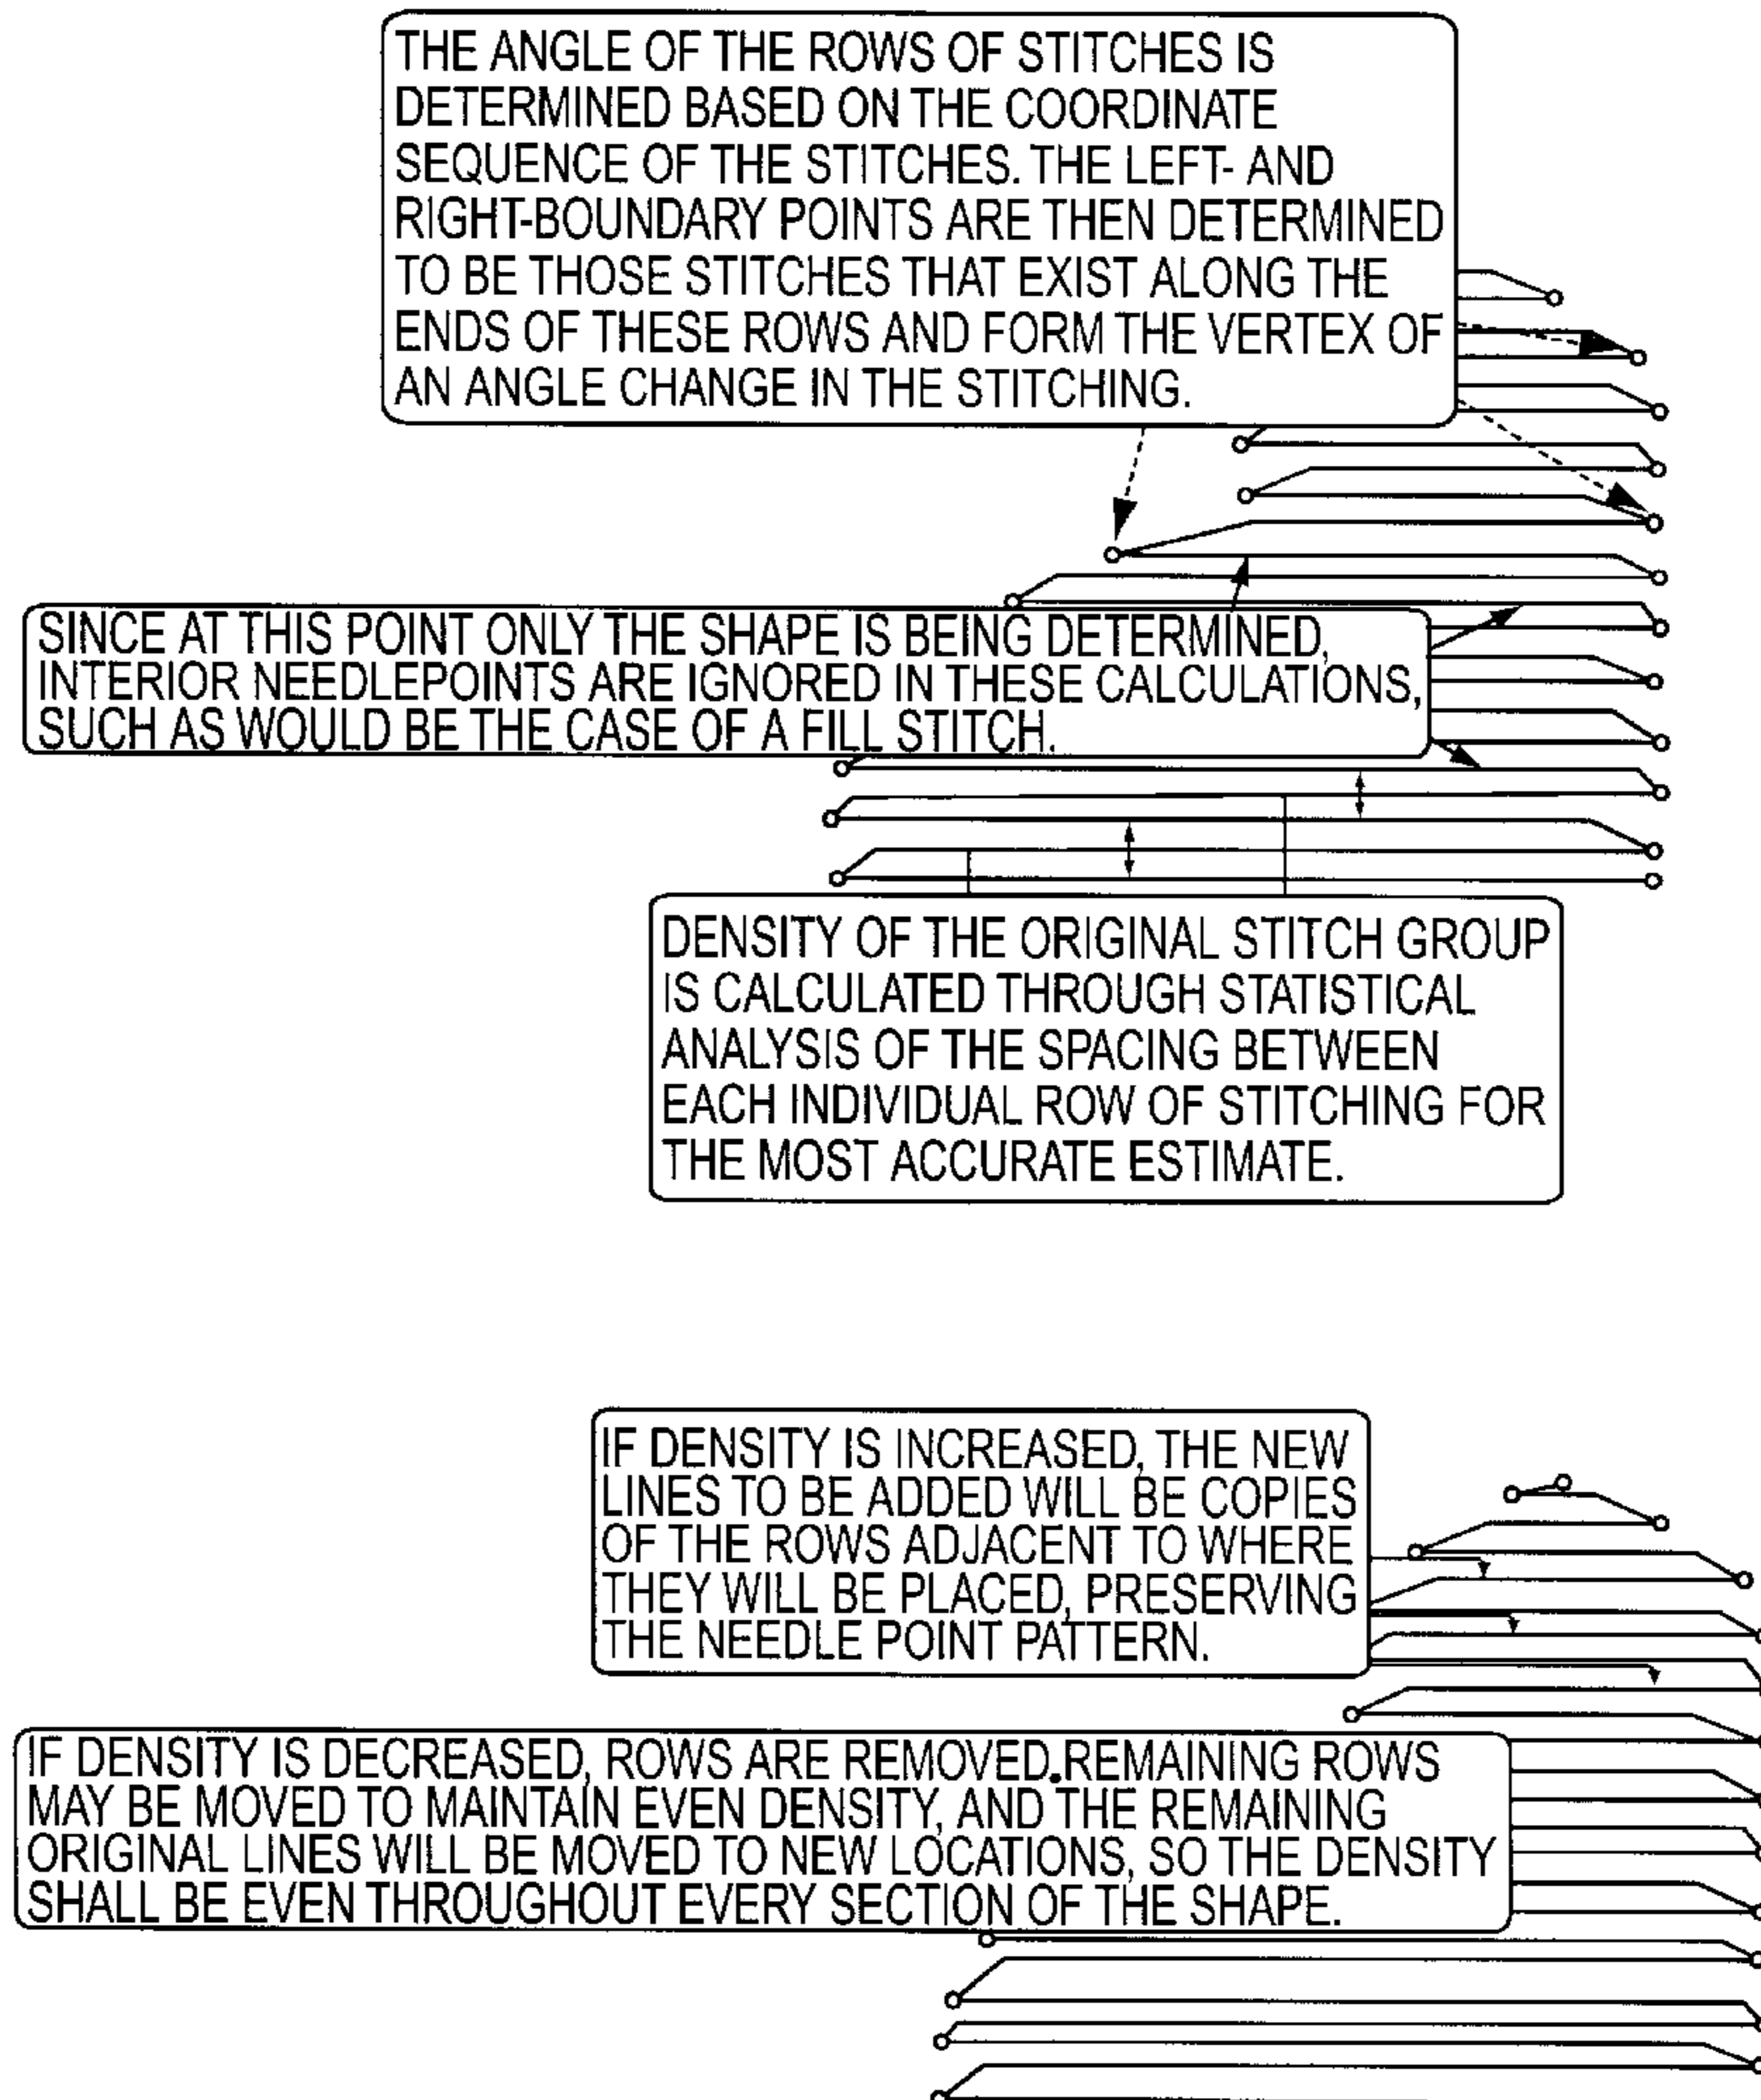 THE ANGLE OF THE ROWS OF STITCHES IS
DETERMINED BASED ON THE COORDINATE
SEQUENCE OF THE STITCHES. THE LEFT- AND
RIGHT-BOUNDARY POINTS ARE THEN DETERMINED
TO BE THOSE STITCHES THAT EXIST ALONG THE
ENDS OF THESE ROWS AND FORM THE VERTEX OF
AN ANGLE CHANGE IN THE STITCHING.
SINCE AT THIS POINT ONLY THE SHAPE IS BEING DETERMINED,
INTERIOR NEEDLEPOINTS ARE IGNORED IN THESE CALCULATIONS,
SUCH AS WOULD BE THE CASE OF A FILL STITCH.
DENSITY OF THE ORIGINAL STITCH GROUP
IS CALCULATED THROUGH STATISTICAL
ANALYSIS OF THE SPACING BETWEEN
EACH INDIVIDUAL ROW OF STITCHING FOR
THE MOST ACCURATE ESTIMATE.
IF DENSITY IS INCREASED, THE NEW
LINES TO BE ADDED WILL BE COPIES
OF THE ROWS ADJACENT TO WHERE
THEY WILL BE PLACED, PRESERVING
THE NEEDLE POINT PATTERN.
IF DENSITY IS DECREASED, ROWS ARE REMOVED.REMAINING ROWS
MAY BE MOVED TO MAINTAIN EVEN DENSITY, AND THE REMAINING
ORIGINAL LINES WILL BE MOVED TO NEW LOCATIONS, SO THE DENSITY
SHALL BE EVEN THROUGHOUT EVERY SECTION OF THE SHAPE.